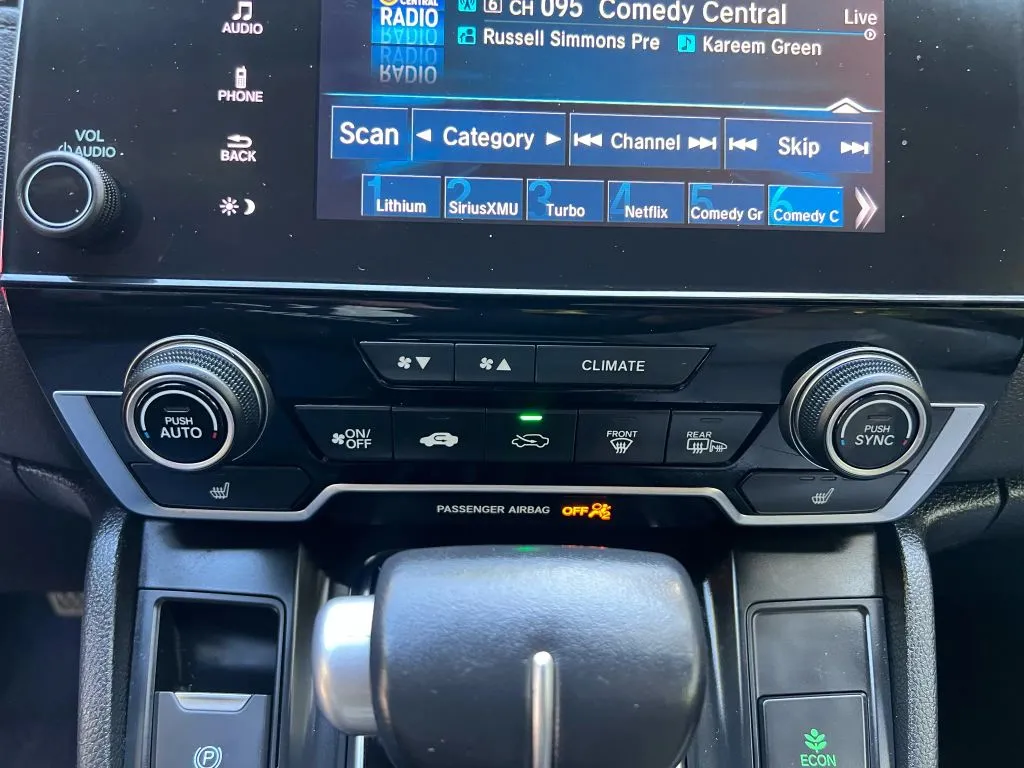 AUDIO
PHONE
BACK
VOL
AUDIO
CENTRAL
RADIO
CH 095 Comedy Central
Live
Russell Simmons Pre
Kareem Green
Scan
Category
Channel
Skip
1 Lithium
2 SiriusXMU
3 Turbo
4 Netflix
5 Comedy Gr
6 Comedy C
CLIMATE
PUSH
AUTO
ON/
OFF
FRONT
REAR
PUSH
SYNC
PASSENGER AIRBAG OFF
P
ECON